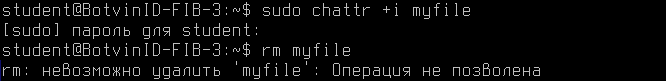 student@BotvinID-FIB-3:~$ sudo chattr +i myfile
[sudo] пароль для student:
student@BotvinID-FIB-3:~$ rm myfile
rm: невозможно удалить 'myfile': Операция не позволена